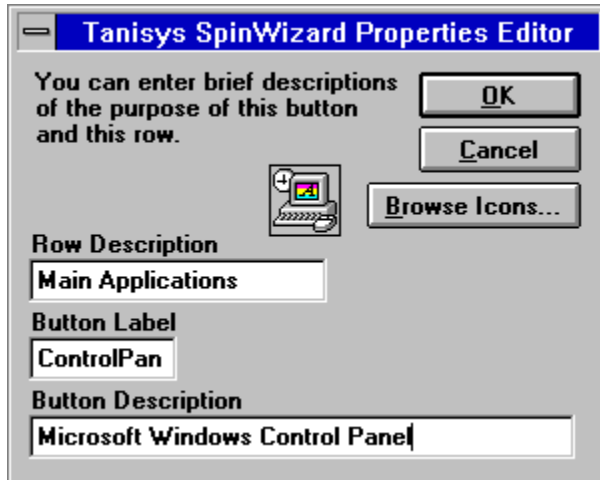 Tanisys SpinWizard Properties Editor
You can enter brief descriptions
of the purpose of this button
and this row.
OK
Cancel
A
Browse Icons...
Row Description
Main Applications
Button Label
ControlPan
Button Description
Microsoft Windows Control Panel